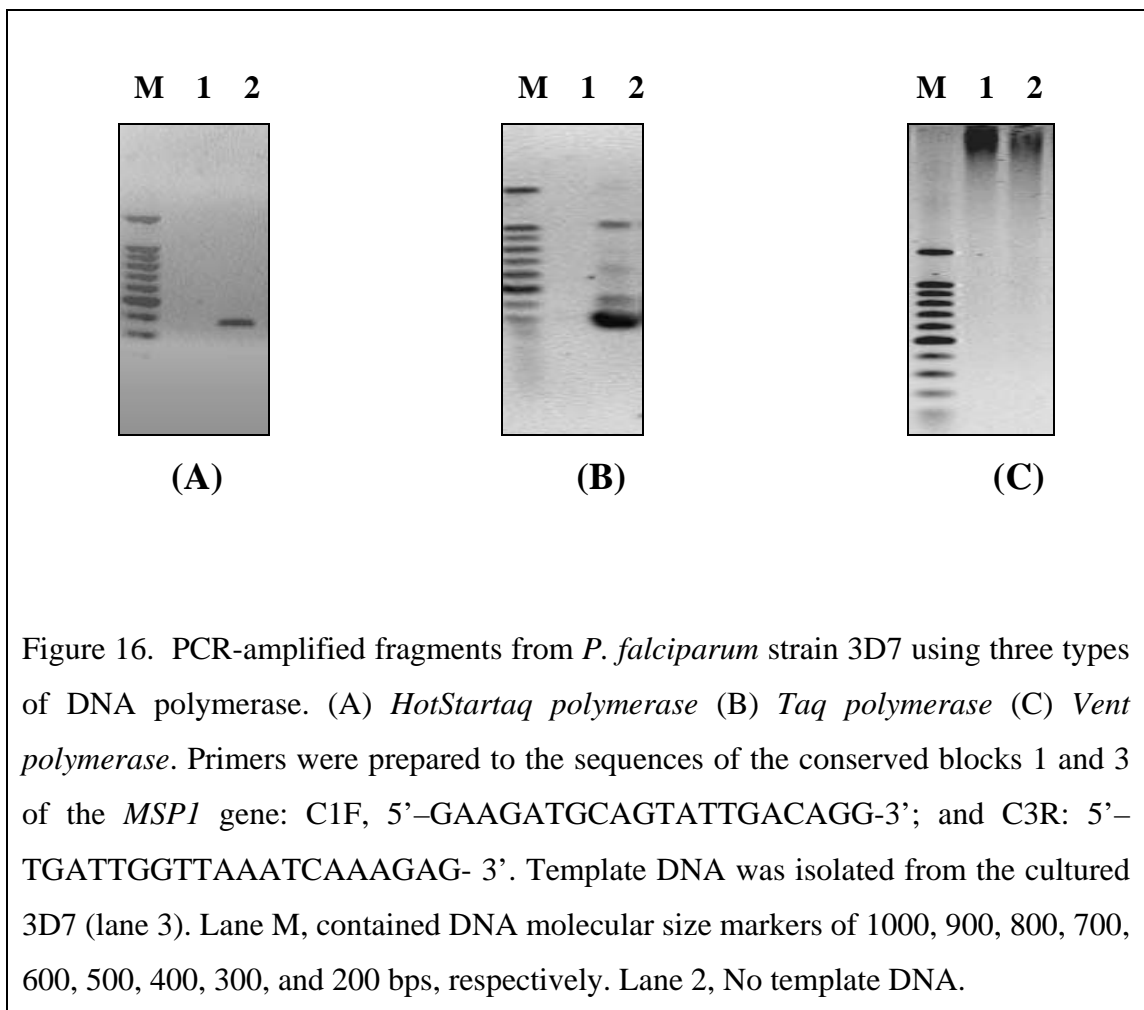 M 1 2 M 1 2 M 1 2
(A) (B) (C)
Figure 16. PCR-amplified fragments from P. falciparum strain 3D7 using three types
of DNA polymerase. (A) HotStartaq polymerase (B) Taq polymerase (C) Vent
polymerase. Primers were prepared to the sequences of the conserved blocks 1 and 3
of the MSP1 gene: C1F, 5’–GAAGATGCAGTATTGACAGG-3’; and C3R: 5’–
TGATTGGTTAAATCAAAGAG- 3’. Template DNA was isolated from the cultured
3D7 (lane 3). Lane M, contained DNA molecular size markers of 1000, 900, 800, 700,
600, 500, 400, 300, and 200 bps, respectively. Lane 2, No template DNA.